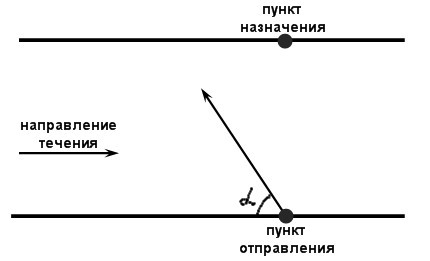 пункт
назначения
направление
течения
α
пункт
отправления